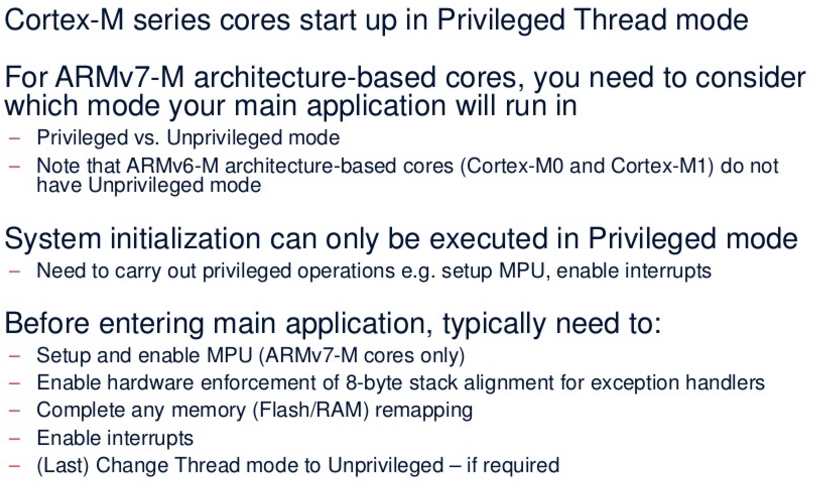 Cortex-M series cores start up in Privileged Thread mode
For ARMv7-M architecture-based cores, you need to consider
which mode your main application will run in
– Privileged vs. Unprivileged mode
– Note that ARMv6-M architecture-based cores (Cortex-M0 and Cortex-M1) do not
have Unprivileged mode
System initialization can only be executed in Privileged mode
– Need to carry out privileged operations e.g. setup MPU, enable interrupts
Before entering main application, typically need to:
– Setup and enable MPU (ARMv7-M cores only)
– Enable hardware enforcement of 8-byte stack alignment for exception handlers
– Complete any memory (Flash/RAM) remapping
– Enable interrupts
– (Last) Change Thread mode to Unprivileged – if required